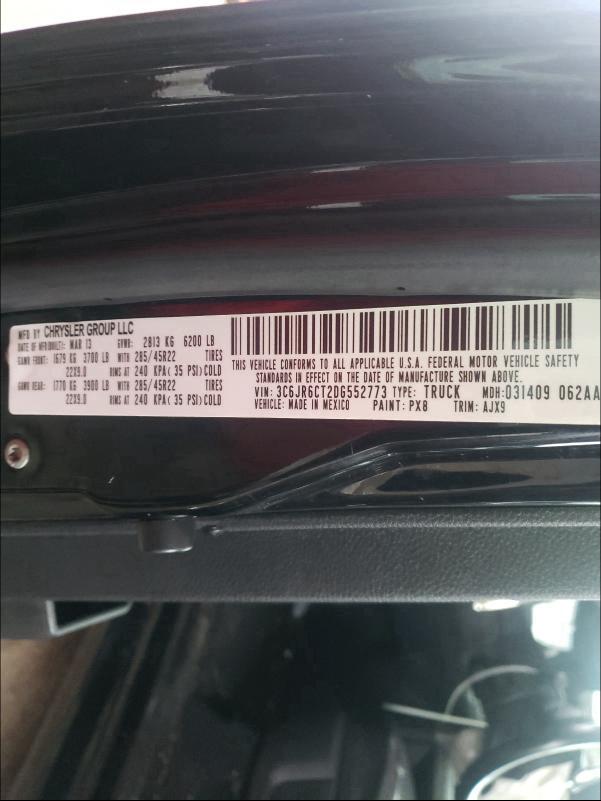 MFD BY CHRYSLER GROUP LLC
DATE OF MFR(BUILT): MAR 13 GVWR: 2813 KG 6200 LB
GAWR FRONT: 1679 KG 3700 LB WITH 285/45R22 TIRES
22X9.0 RIMS AT 240 KPA( 35 PSI)COLD
GAWR REAR: 1770 KG 3900 LB WITH 285/45R22 TIRES
22X9.0 RIMS AT 240 KPA( 35 PSI)COLD
THIS VEHICLE CONFORMS TO ALL APPLICABLE U.S.A. FEDERAL MOTOR VEHICLE SAFETY
STANDARDS IN EFFECT ON THE DATE OF MANUFACTURE SHOWN ABOVE.
VIN: 3C6JR6CT2DG552773 TYPE: TRUCK MDH: 031409 062AA
VEHICLE: MADE IN MEXICO PAINT: PX8 TRIM: AJX9